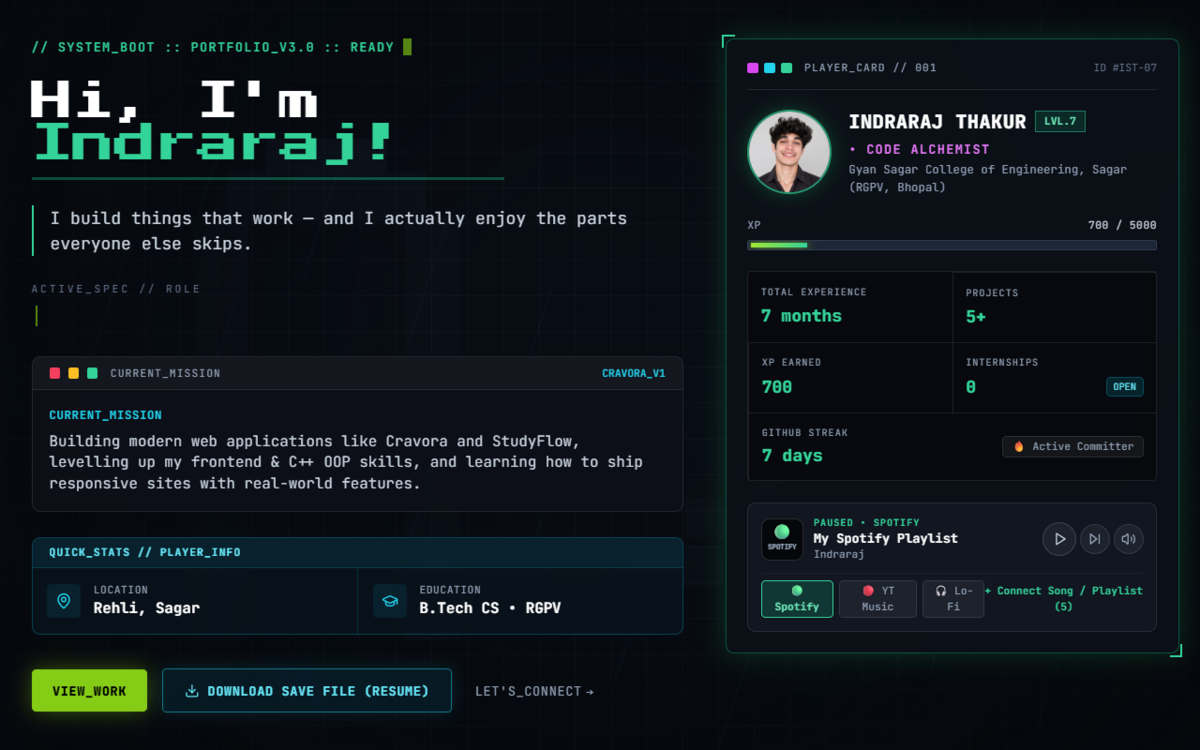 // SYSTEM_BOOT :: PORTFOLIO_V3.0 :: READY
Hi, I'm
Indraraj!
I build things that work — and I actually enjoy the parts
everyone else skips.
ACTIVE_SPEC // ROLE
CURRENT_MISSION
CRAVORA_V1
CURRENT_MISSION
Building modern web applications like Cravora and StudyFlow,
levelling up my frontend & C++ OOP skills, and learning how to ship
responsive sites with real-world features.
QUICK_STATS // PLAYER_INFO
LOCATION
Rehli, Sagar
EDUCATION
B.Tech CS • RGPV
VIEW_WORK
DOWNLOAD SAVE FILE (RESUME)
LET'S_CONNECT →
PLAYER_CARD // 001
ID #IST-07
INDRARAJ THAKUR
LVL.7
• CODE ALCHEMIST
Gyan Sagar College of Engineering, Sagar
(RGPV, Bhopal)
XP
700 / 5000
TOTAL EXPERIENCE
7 months
PROJECTS
5+
XP EARNED
700
INTERNSHIPS
0
OPEN
GITHUB STREAK
7 days
🔥 Active Committer
SPOTIFY
PAUSED • SPOTIFY
My Spotify Playlist
Indraraj
Spotify
YT
Music
🎧 Lo-
Fi
+ Connect Song / Playlist
(5)